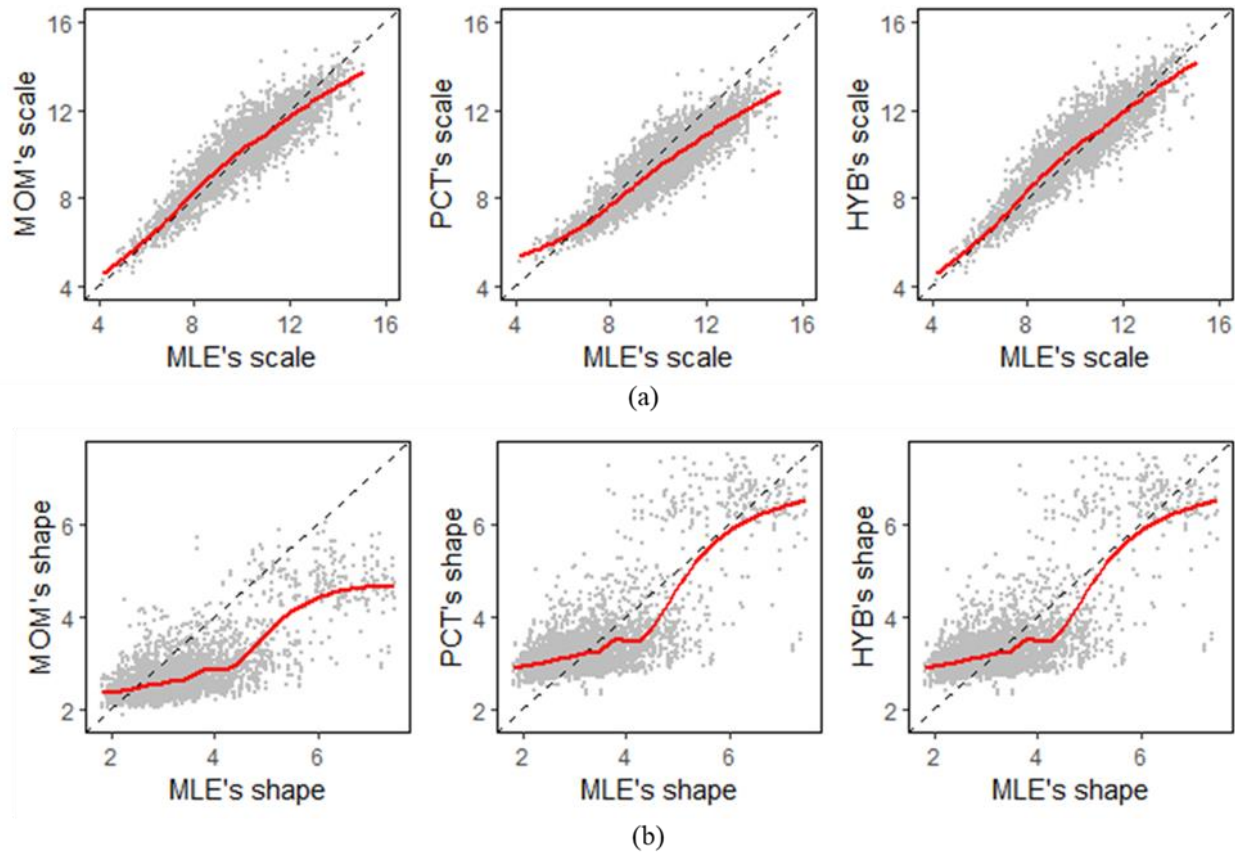 16
12
8
4
MOM's scale
4 8 12 16
MLE's scale
16
12
8
4
PCT's scale
4 8 12 16
MLE's scale
16
12
8
4
HYB's scale
4 8 12 16
MLE's scale
(a)
6
4
2
MOM's shape
2 4 6
MLE's shape
6
4
2
PCT's shape
2 4 6
MLE's shape
6
4
2
HYB's shape
2 4 6
MLE's shape
(b)